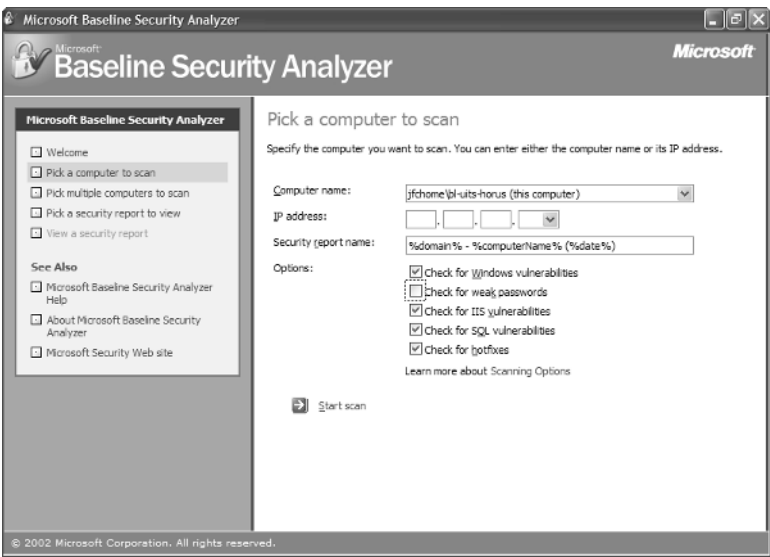 Microsoft Baseline Security Analyzer
Microsoft
Baseline Security Analyzer
Microsoft
Microsoft Baseline Security Analyzer
Welcome
Pick a computer to scan
Pick multiple computers to scan
Pick a security report to view
View a security report
See Also
Microsoft Baseline Security Analyzer
Help
About Microsoft Baseline Security
Analyzer
Microsoft Security Web site
Pick a computer to scan
Specify the computer you want to scan. You can enter either the computer name or its IP address.
Computer name: jfchome\bl-uits-horus (this computer)
IP address: . . .
Security report name: %domain% - %computerName% (%date%)
Options: Check for Windows vulnerabilities
Check for weak passwords
Check for IIS vulnerabilities
Check for SQL vulnerabilities
Check for hotfixes
Learn more about Scanning Options
Start scan
© 2002 Microsoft Corporation. All rights reserved.